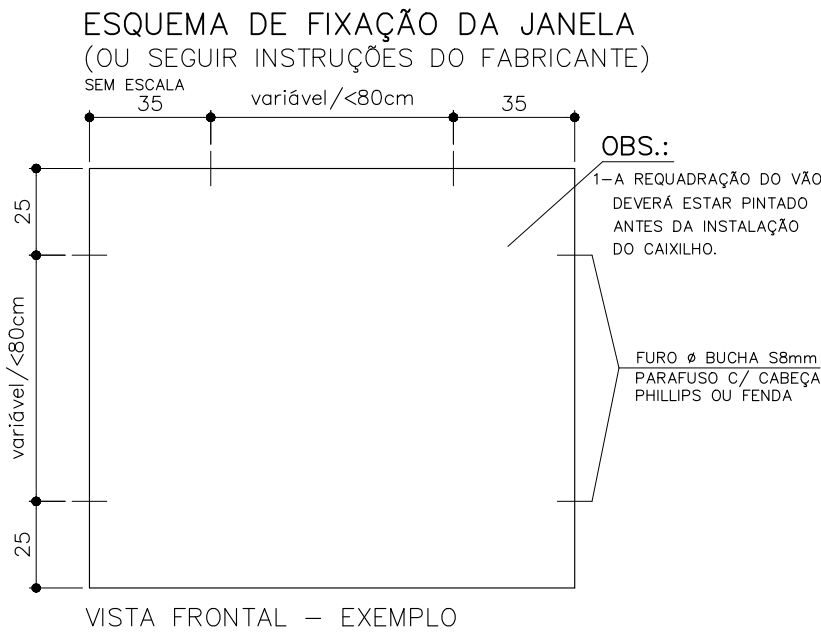 ESQUEMA DE FIXAÇÃO DA JANELA
(OU SEGUIR INSTRUÇÕES DO FABRICANTE)
SEM ESCALA
35
variável/<80cm
35
OBS.:
1-A REQUADRAÇÃO DO VÃO
DEVERÁ ESTAR PINTADO
ANTES DA INSTALAÇÃO
DO CAIXILHO.
25
variável/<80cm
25
FURO ø BUCHA S8mm
PARAFUSO C/ CABEÇA
PHILLIPS OU FENDA
VISTA FRONTAL – EXEMPLO